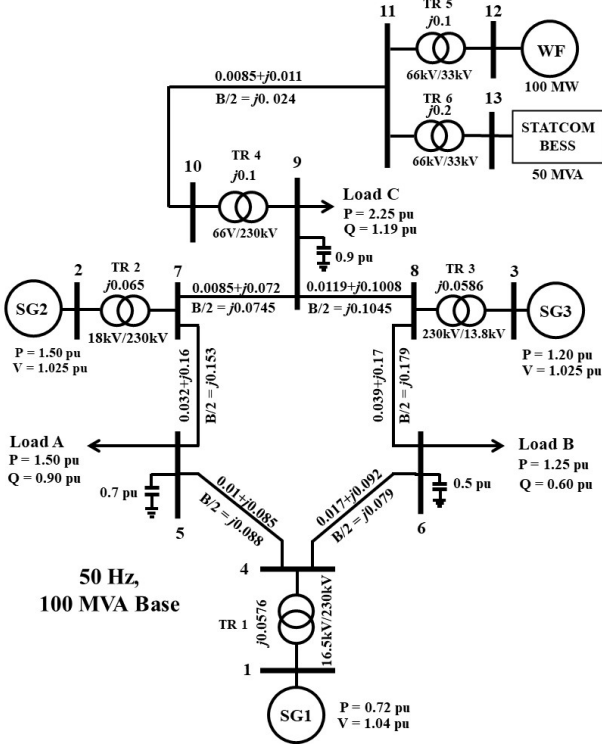 11
TR 5
j0.1
12
WF
66kV/33kV
100 MW
0.0085+j0.011
B/2 = j0. 024
TR 6
j0.2
13
STATCOM
BESS
66kV/33kV
50 MVA
10
TR 4
j0.1
9
66V/230kV
Load C
P = 2.25 pu
Q = 1.19 pu
0.9 pu
2
TR 2
j0.065
7
0.0085+j0.072
0.0119+j0.1008
8
TR 3
j0.0586
3
SG2
B/2 = j0.0745
B/2 = j0.1045
SG3
18kV/230kV
230kV/13.8kV
P = 1.50 pu
V = 1.025 pu
P = 1.20 pu
V = 1.025 pu
0.032+j0.16
B/2 = j0.153
0.039+j0.17
B/2 = j0.179
Load A
P = 1.50 pu
Q = 0.90 pu
Load B
P = 1.25 pu
Q = 0.60 pu
0.7 pu
0.5 pu
5
6
0.01+j0.085
B/2 = j0.088
0.017+j0.092
B/2 = j0.079
4
50 Hz,
100 MVA Base
TR 1
j0.0576
16.5kV/230kV
1
SG1
P = 0.72 pu
V = 1.04 pu